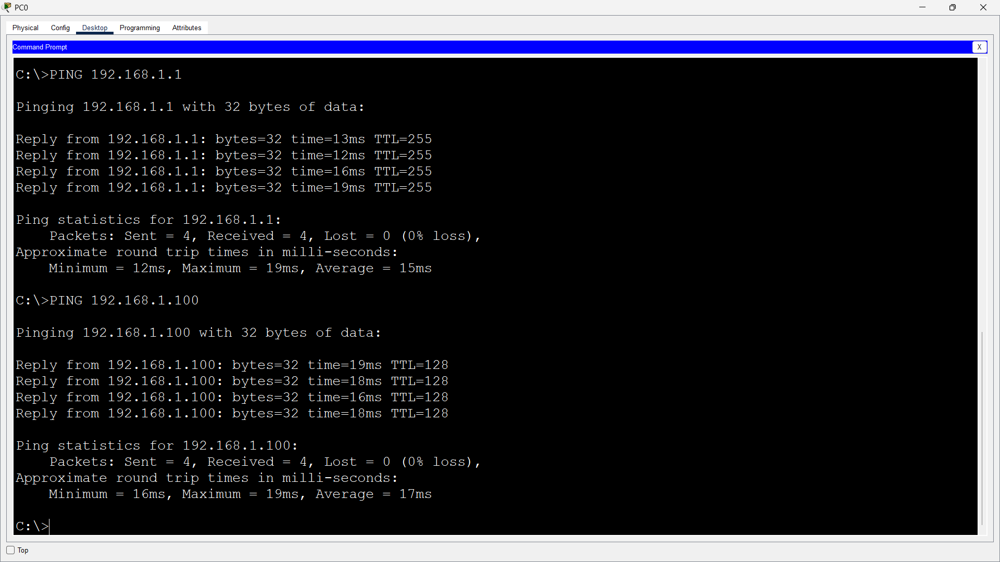 PC0
Physical Config Desktop Programming Attributes
Command Prompt X
C:\>PING 192.168.1.1
Pinging 192.168.1.1 with 32 bytes of data:
Reply from 192.168.1.1: bytes=32 time=13ms TTL=255
Reply from 192.168.1.1: bytes=32 time=12ms TTL=255
Reply from 192.168.1.1: bytes=32 time=16ms TTL=255
Reply from 192.168.1.1: bytes=32 time=19ms TTL=255
Ping statistics for 192.168.1.1:
    Packets: Sent = 4, Received = 4, Lost = 0 (0% loss),
Approximate round trip times in milli-seconds:
    Minimum = 12ms, Maximum = 19ms, Average = 15ms
C:\>PING 192.168.1.100
Pinging 192.168.1.100 with 32 bytes of data:
Reply from 192.168.1.100: bytes=32 time=19ms TTL=128
Reply from 192.168.1.100: bytes=32 time=18ms TTL=128
Reply from 192.168.1.100: bytes=32 time=16ms TTL=128
Reply from 192.168.1.100: bytes=32 time=18ms TTL=128
Ping statistics for 192.168.1.100:
    Packets: Sent = 4, Received = 4, Lost = 0 (0% loss),
Approximate round trip times in milli-seconds:
    Minimum = 16ms, Maximum = 19ms, Average = 17ms
C:\>
Top